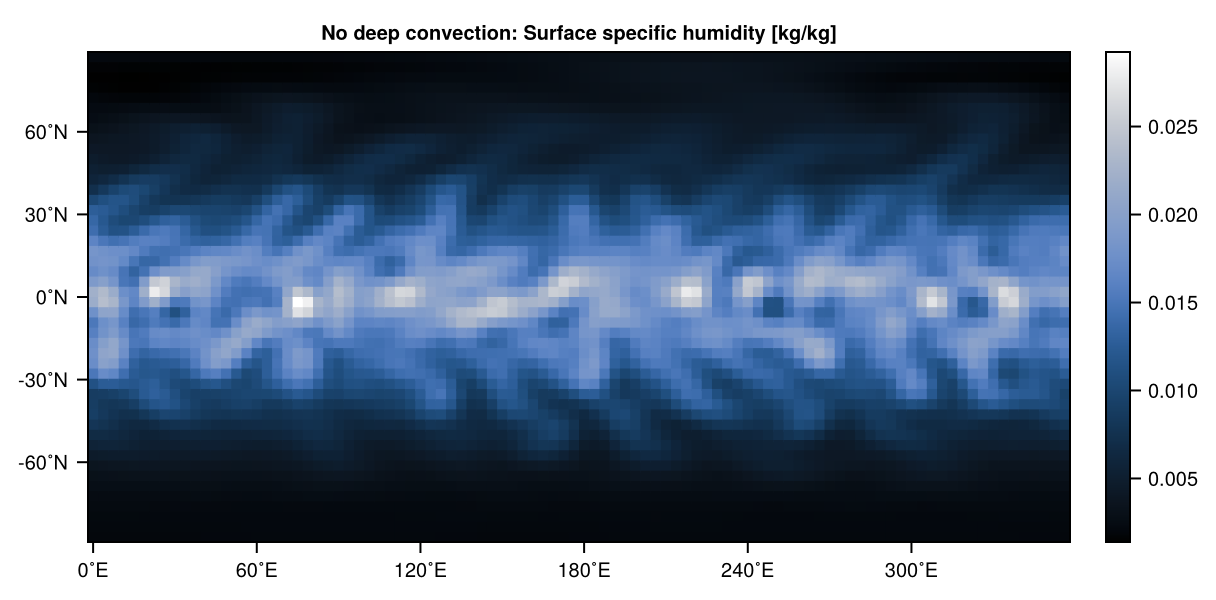 No deep convection: Surface specific humidity [kg/kg]
60°N
30°N
0°N
-30°N
-60°N
0°E
60°E
120°E
180°E
240°E
300°E
0.025
0.020
0.015
0.010
0.005